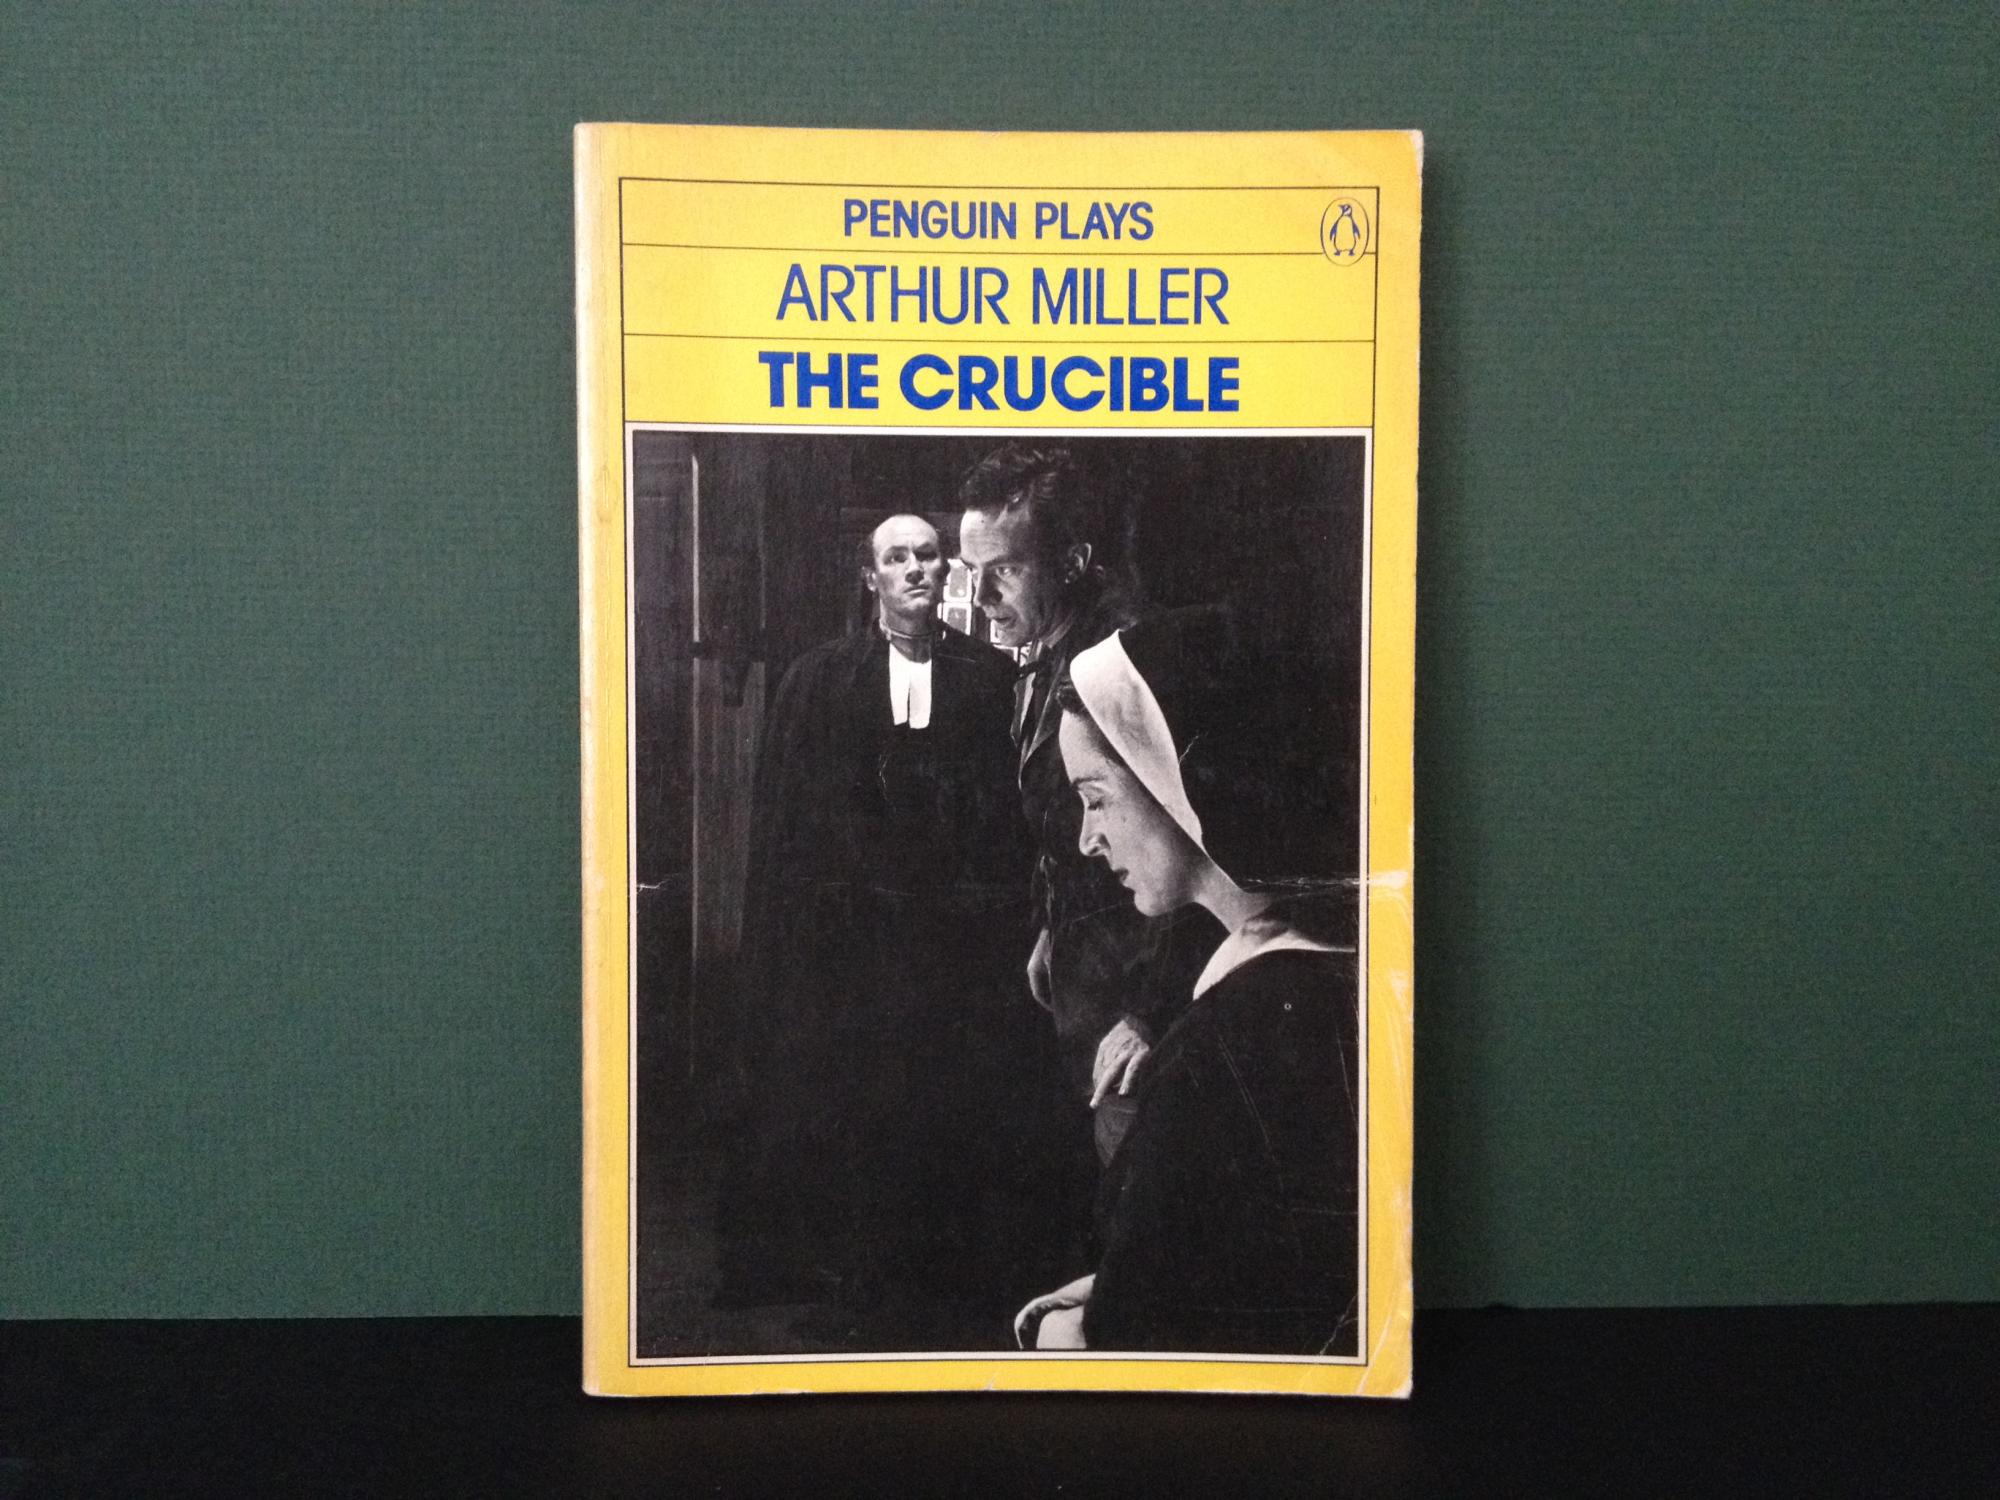 PENGUIN PLAYS
ARTHUR MILLER
THE CRUCIBLE